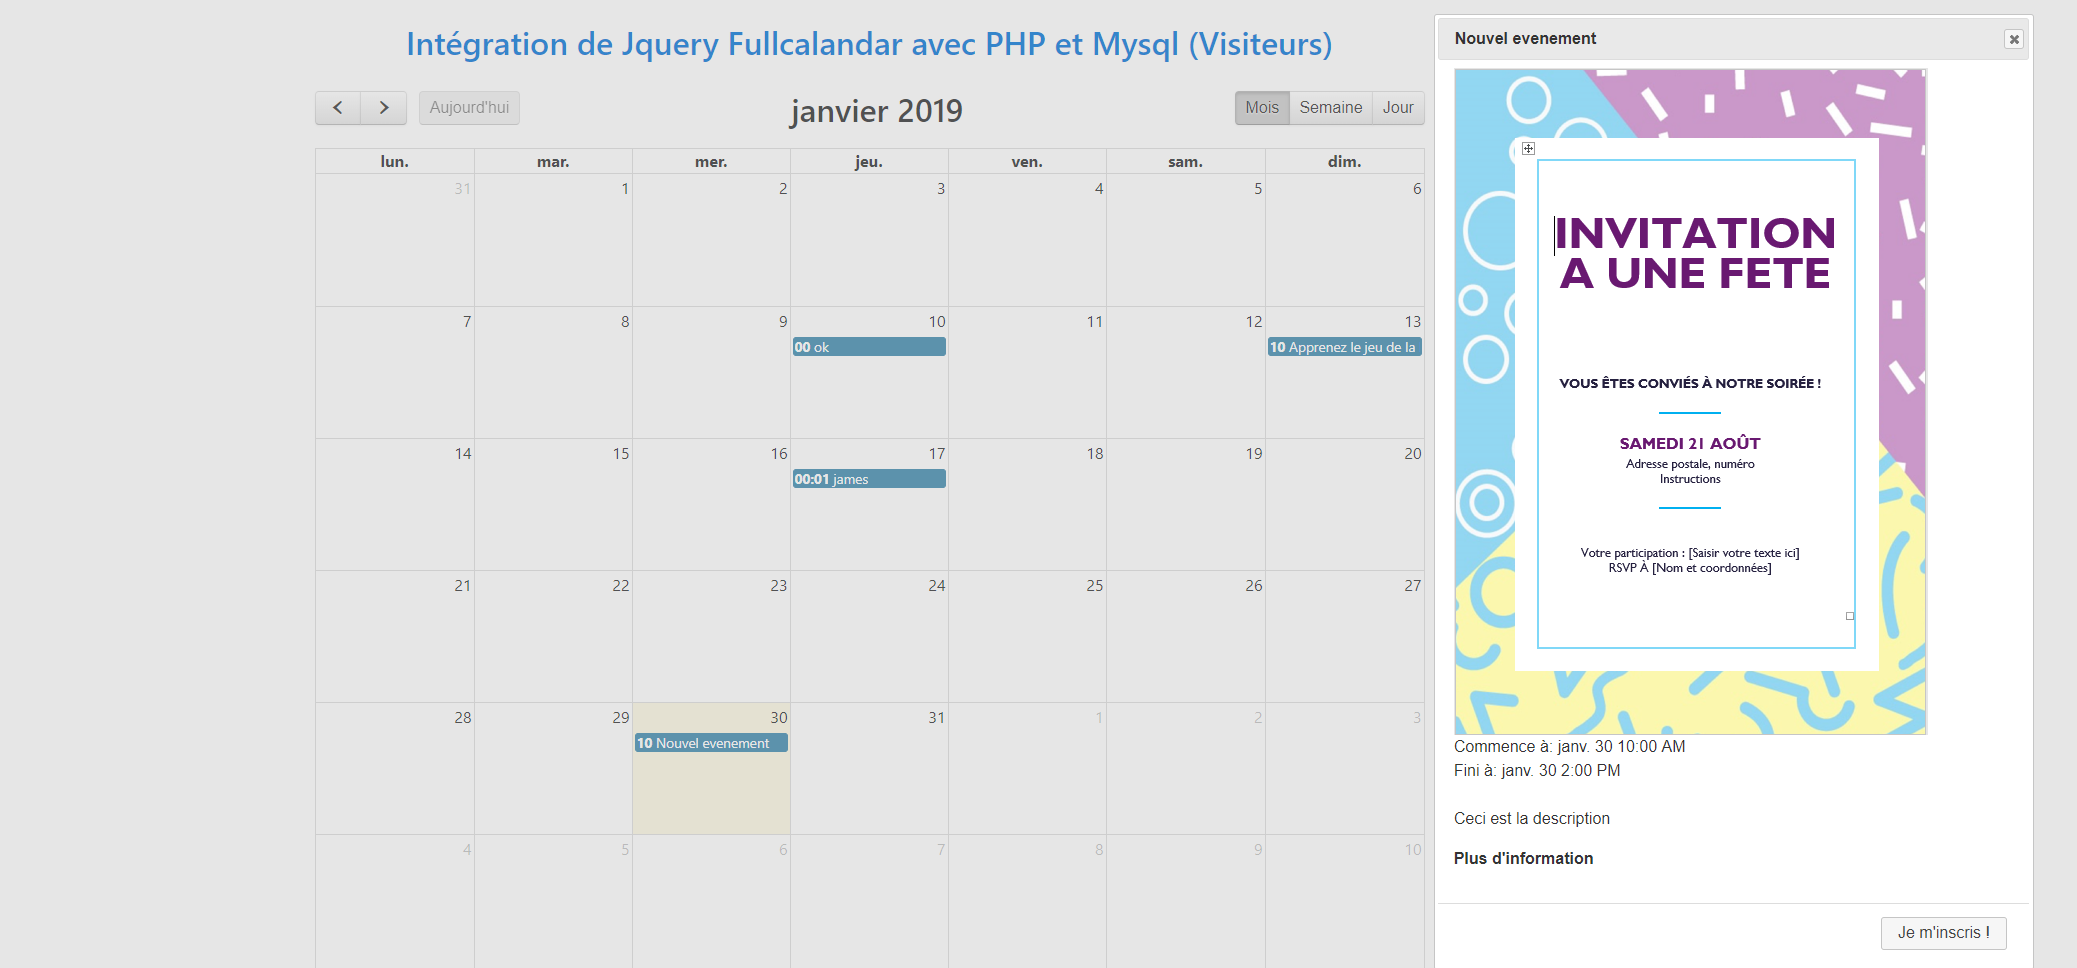 Intégration de Jquery Fullcalandar avec PHP et Mysql (Visiteurs)
Aujourd'hui
janvier 2019
Mois Semaine Jour
lun. mar. mer. jeu. ven. sam. dim.
31 1 2 3 4 5 6
7 8 9 10 11 12 13
00 ok
10 Apprenez le jeu de la
14 15 16 17 18 19 20
00:01 james
21 22 23 24 25 26 27
28 29 30 31 1 2 3
10 Nouvel evenement
4 5 6 7 8 9 10
Nouvel evenement
INVITATION
A UNE FETE
VOUS ÊTES CONVIÉS À NOTRE SOIRÉE !
SAMEDI 21 AOÛT
Adresse postale, numéro
Instructions
Votre participation : [Saisir votre texte ici]
RSVP À [Nom et coordonnées]
Commence à: janv. 30 10:00 AM
Fini à: janv. 30 2:00 PM
Ceci est la description
Plus d'information
Je m'inscris !